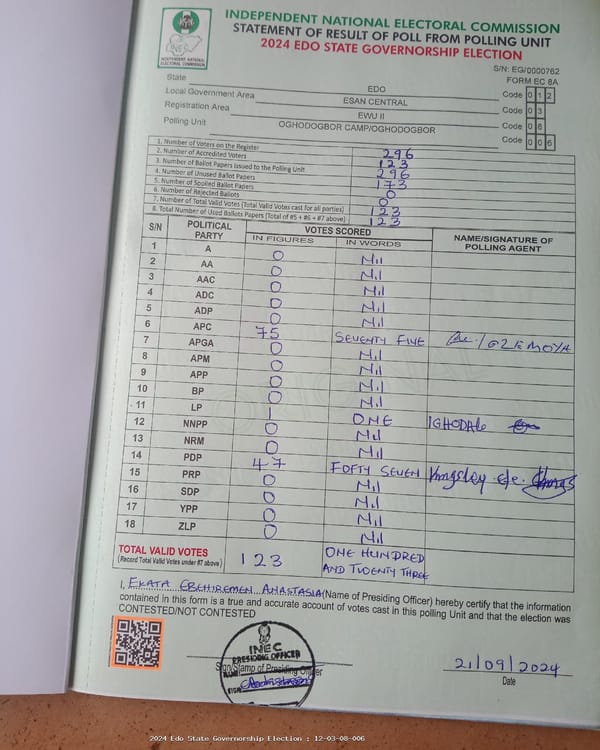 INDEPENDENT NATIONAL ELECTORAL COMMISSION
STATEMENT OF RESULT OF POLL FROM POLLING UNIT
2024 EDO STATE GOVERNORSHIP ELECTION
INEC
INDEPENDENT NATIONAL ELECTORAL COMMISSION
S/N: EG/0000762
FORM EC 8A
State EDO Code 0 1 2
Local Government Area ESAN CENTRAL Code 0 3
Registration Area EWU II Code 0 8
Polling Unit OGHODOGBOR CAMP/OGHODOGBOR Code 0 0 6
1. Number of Voters on the Register 296
2. Number of Accredited Voters 123
3. Number of Ballot Papers Issued to the Polling Unit 296
4. Number of Unused Ballot Papers 173
5. Number of Spoiled Ballot Papers 0
6. Number of Rejected Ballots 0
7. Number of Total Valid Votes (Total Valid Votes cast for all parties) 123
8. Total Number of Used Ballots Papers (Total of #5 + #6 + #7 above) 123
S/N POLITICAL PARTY VOTES SCORED NAME/SIGNATURE OF POLLING AGENT
IN FIGURES IN WORDS
1 A 0 Nil
2 AA 0 Nil
3 AAC 0 Nil
4 ADC 0 Nil
5 ADP 0 Nil
6 APC 75 SEVENTY FIVE
7 APGA 0 Nil
8 APM 0 Nil
9 APP 0 Nil
10 BP 0 Nil
11 LP 1 ONE IGHODALO
12 NNPP 0 Nil
13 NRM 0 Nil
14 PDP 47 FOFTY SEVEN Kingsley
15 PRP 0 Nil
16 SDP 0 Nil
17 YPP 0 Nil
18 ZLP 0 Nil
TOTAL VALID VOTES 123 ONE HUNDRED
(Record Total Valid Votes under #7 above) AND TWENTY THREE
I, EKATA EBEHIREMEN ANASTASIA (Name of Presiding Officer) hereby certify that the information
contained in this form is a true and accurate account of votes cast in this polling Unit and that the election was
CONTESTED/NOT CONTESTED
INEC
PRESIDING OFFICER
Sign/Stamp of Presiding Officer
21/09/2024
Date
2024 Edo State Governorship Election : 12-03-08-006